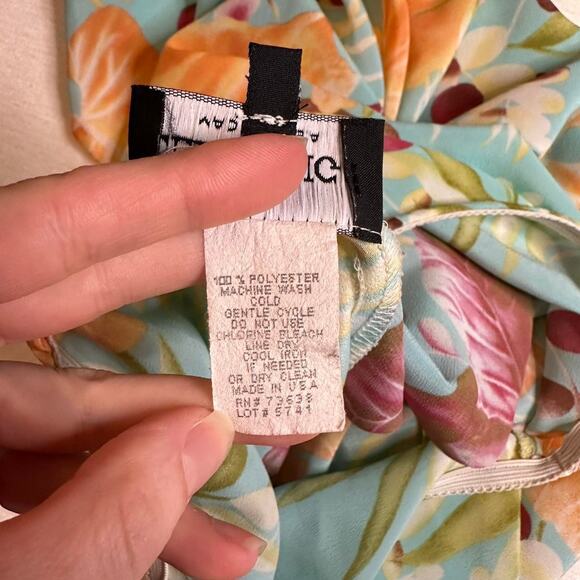 100 % POLYESTER
MACHINE WASH
COLD
GENTLE CYCLE
DO NOT USE
CHLORINE BLEACH
LINE DRY
COOL IRON
IF NEEDED
OR DRY CLEAN
MADE IN U.S.A
RN# 73638
LOT# 5741